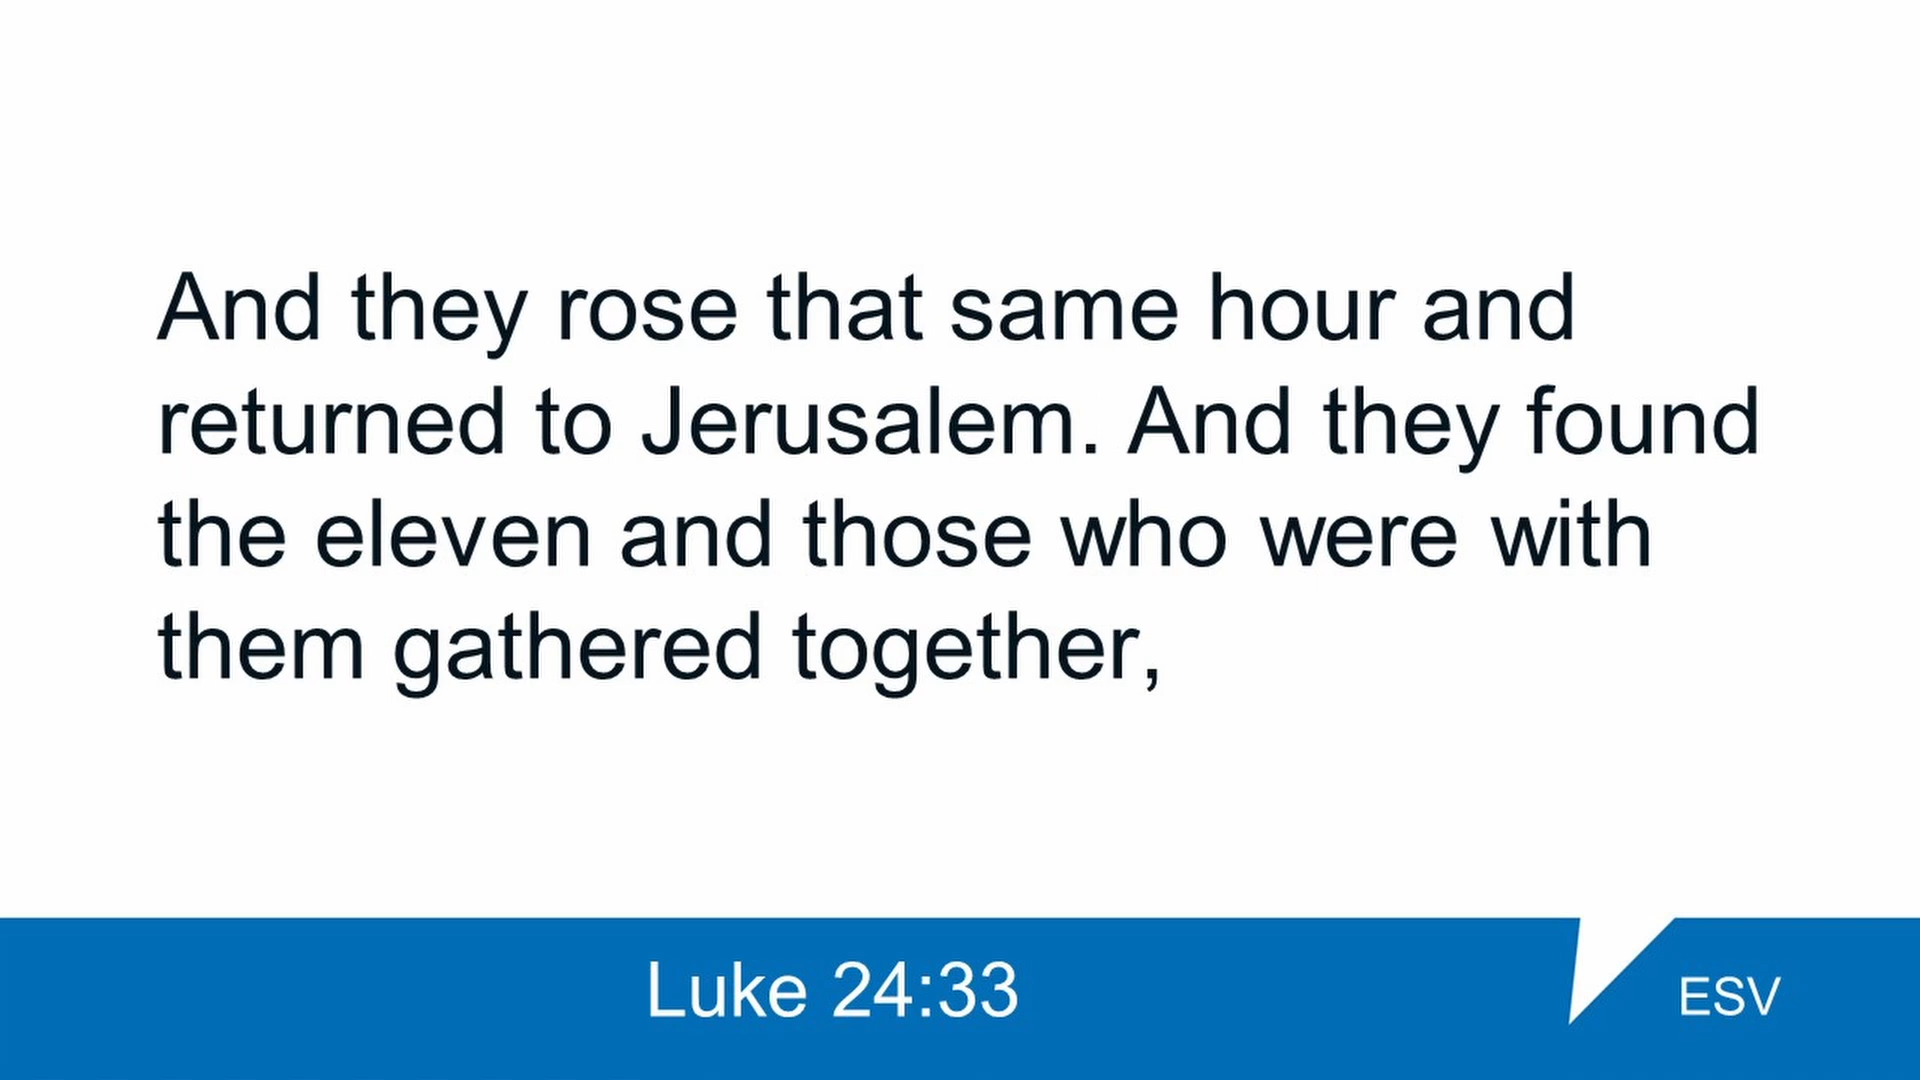 And they rose that same hour and
returned to Jerusalem. And they found
the eleven and those who were with
them gathered together,
Luke 24:33
ESV